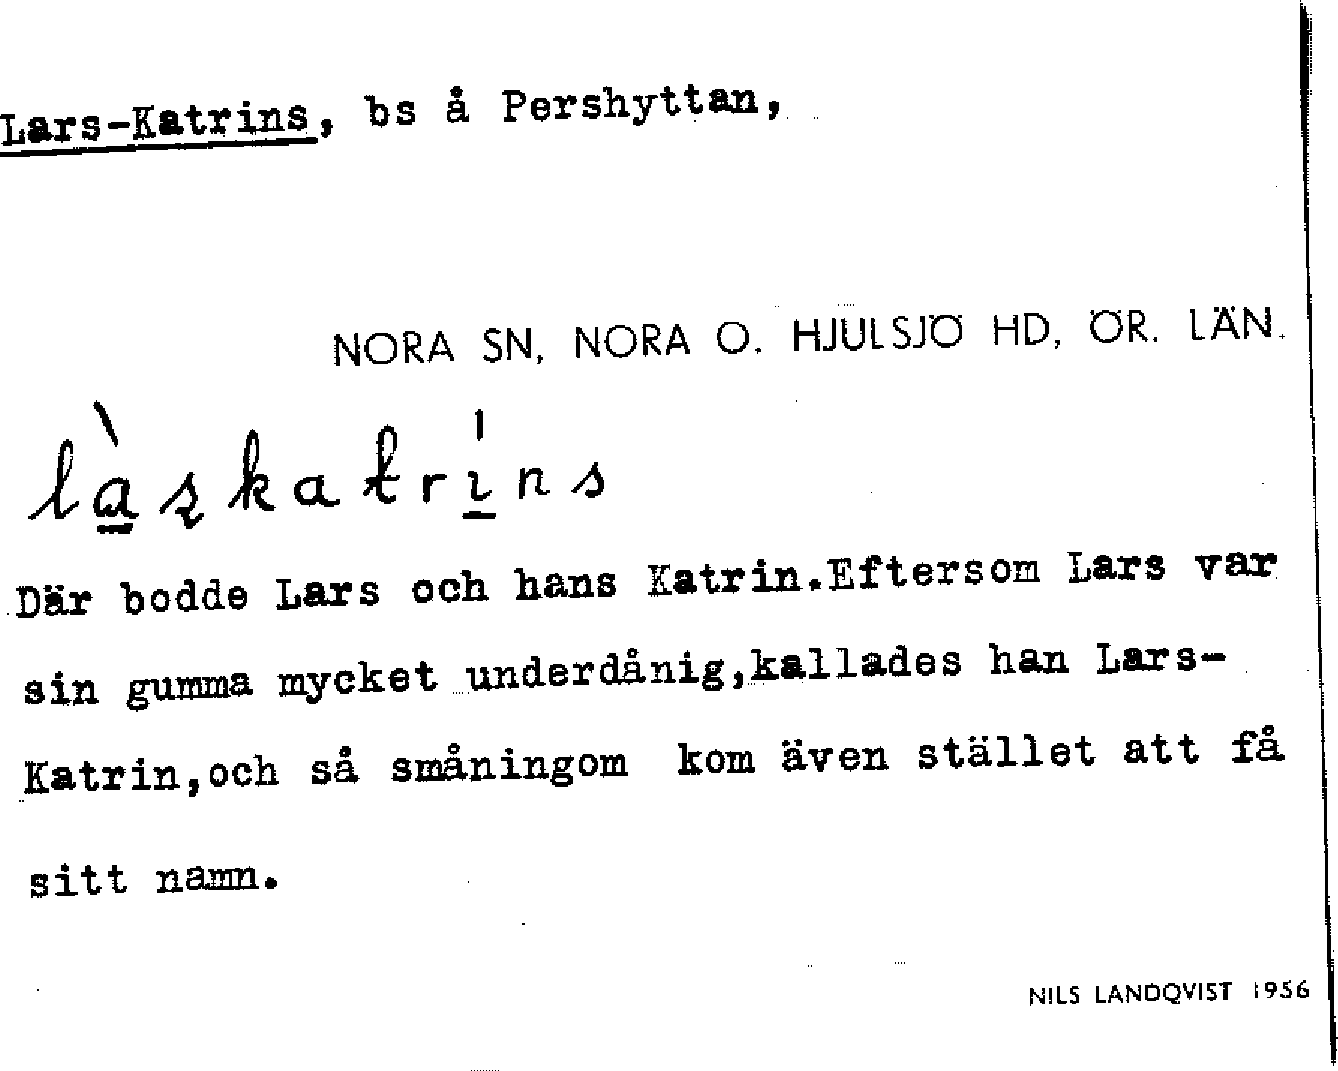 Lars-Katrins, bs å Pershyttan,
NORA SN, NORA O. HJULSJÖ HD, ÖR. LÄN.
làs̨katrins
Där bodde Lars och hans Katrin.Eftersom Lars var
sin gumma mycket underdånig,kallades han Lars-
Katrin,och så småningom kom även stället att få
sitt namn.
NILS LANDQVIST 1956